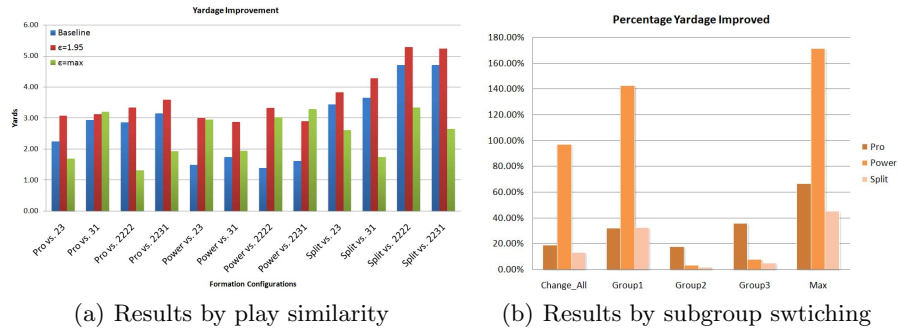 Yardage Improvement
Baseline
ϵ=1.95
ϵ=max
6.00
5.00
4.00
3.00
2.00
1.00
0.00
Yards
Pro vs. 23
Pro vs. 31
Pro vs. 2222
Pro vs. 2231
Power vs. 23
Power vs. 31
Power vs. 2222
Power vs. 2231
Split vs. 23
Split vs. 31
Split vs. 2222
Split vs. 2231
Formation Configurations
(a) Results by play similarity
Percentage Yardage Improved
180.00%
160.00%
140.00%
120.00%
100.00%
80.00%
60.00%
40.00%
20.00%
0.00%
Change_All
Group1
Group2
Group3
Max
Pro
Power
Split
(b) Results by subgroup swtiching